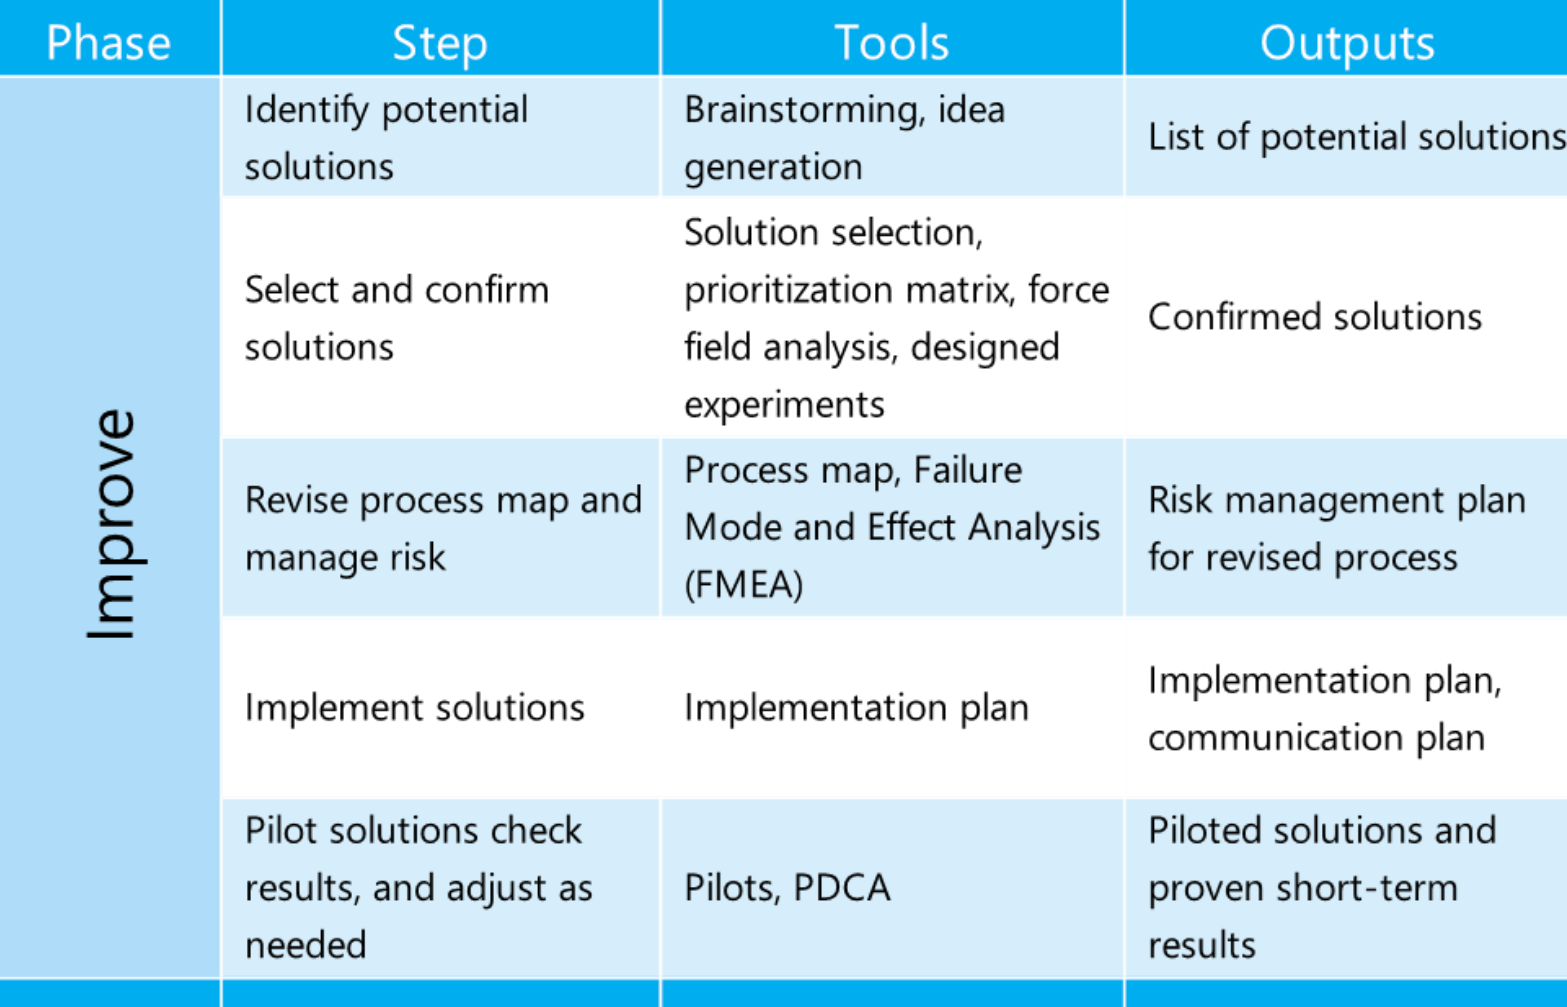 Phase
Step
Tools
Outputs
Improve
Identify potential
solutions
Brainstorming, idea
generation
List of potential solutions
Select and confirm
solutions
Solution selection,
prioritization matrix, force
field analysis, designed
experiments
Confirmed solutions
Revise process map and
manage risk
Process map, Failure
Mode and Effect Analysis
(FMEA)
Risk management plan
for revised process
Implement solutions
Implementation plan
Implementation plan,
communication plan
Pilot solutions check
results, and adjust as
needed
Pilots, PDCA
Piloted solutions and
proven short-term
results